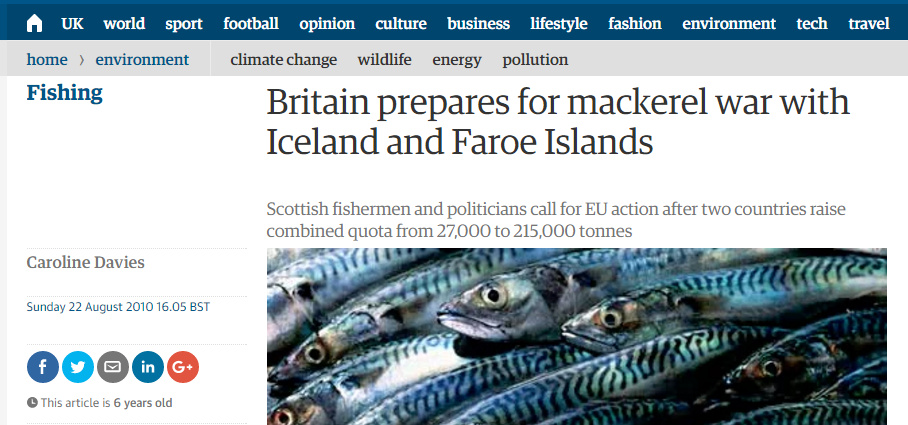 UK world sport football opinion culture business lifestyle fashion environment tech travel
home › environment climate change wildlife energy pollution
Fishing
Britain prepares for mackerel war with
Iceland and Faroe Islands
Scottish fishermen and politicians call for EU action after two countries raise
combined quota from 27,000 to 215,000 tonnes
Caroline Davies
Sunday 22 August 2010 16.05 BST
f in G+
This article is 6 years old